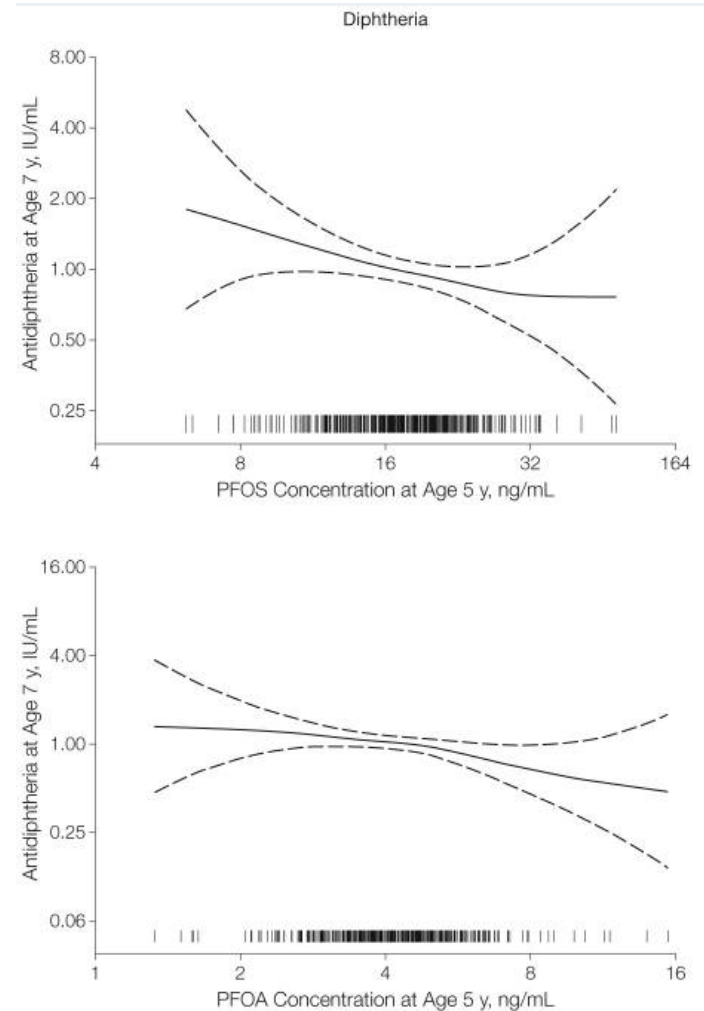 Diphtheria
8.00
4.00
2.00
1.00
0.50
0.25
Antidiphtheria at Age 7 y, IU/mL
4 8 16 32 164
PFOS Concentration at Age 5 y, ng/mL
16.00
4.00
1.00
0.25
0.06
Antidiphtheria at Age 7 y, IU/mL
1 2 4 8 16
PFOA Concentration at Age 5 y, ng/mL